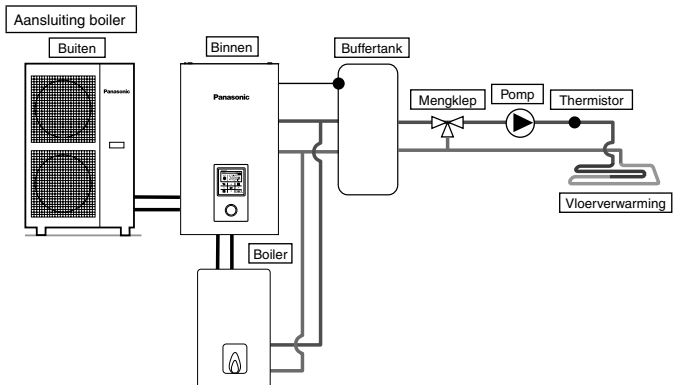 Aansluiting boiler
Buiten
Binnen
Buffertank
Panasonic
Panasonic
Mengklep
Pomp
Thermistor
Vloerverwarming
Boiler